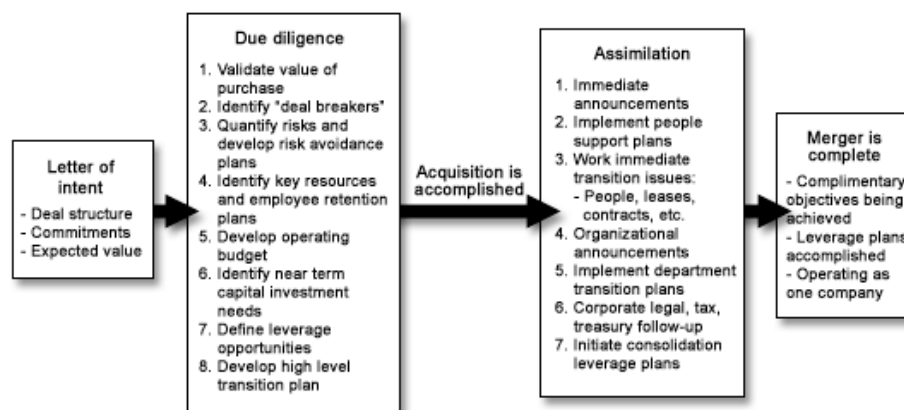 Letter of
intent
- Deal structure
- Commitments
- Expected value
Due diligence
1. Validate value of
purchase
2. Identify "deal breakers"
3. Quantify risks and
develop risk avoidance
plans
4. Identify key resources
and employee retention
plans
5. Develop operating
budget
6. Identify near term
capital investment
needs
7. Define leverage
opportunities
8. Develop high level
transition plan
Acquisition is
accomplished
Assimilation
1. Immediate
announcements
2. Implement people
support plans
3. Work immediate
transition issues:
- People, leases,
contracts, etc.
4. Organizational
announcements
5. Implement department
transition plans
6. Corporate legal, tax,
treasury follow-up
7. Initiate consolidation
leverage plans
Merger is
complete
- Complimentary
objectives being
achieved
- Leverage plans
accomplished
- Operating as
one company